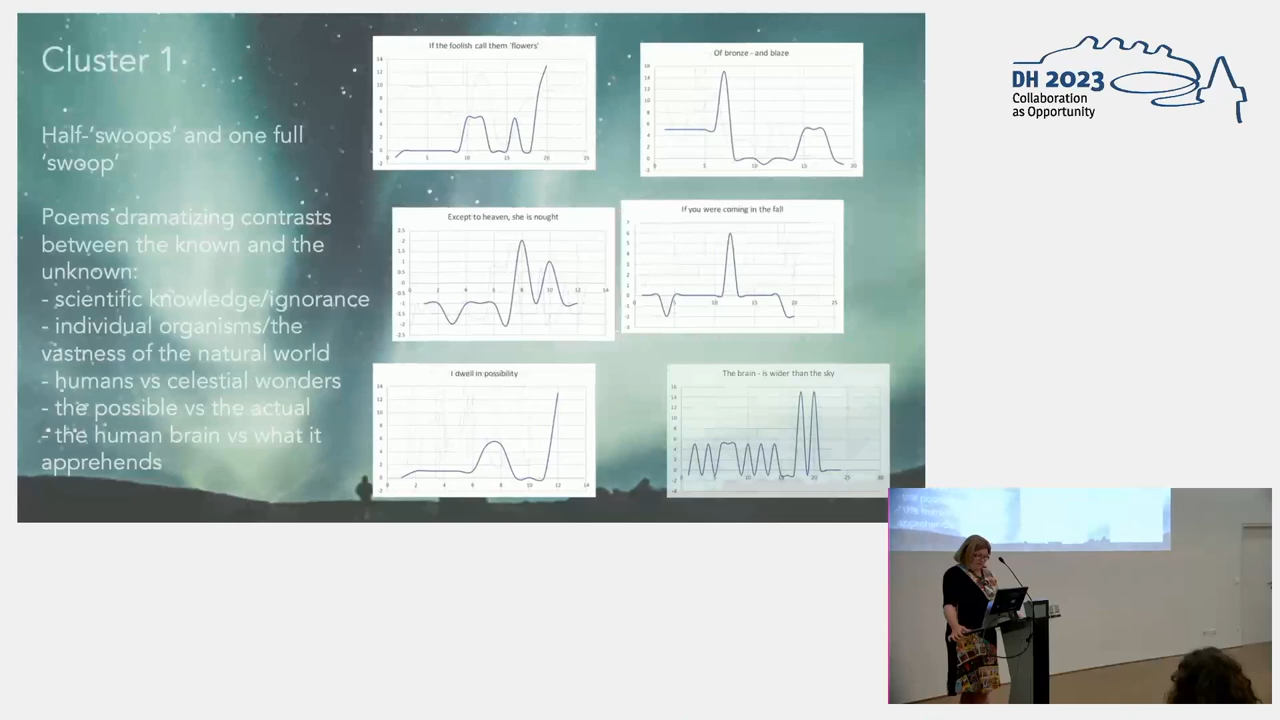 Cluster 1
Half-'swoops' and one full
'swoop'
Poems dramatizing contrasts
between the known and the
unknown:
- scientific knowledge/ignorance
- individual organisms/the
vastness of the natural world
- humans vs celestial wonders
- the possible vs the actual
- the human brain vs what it
apprehends
If the foolish call them 'flowers'
Of bronze - and blaze
Except to heaven, she is nought
If you were coming in the fall
I dwell in possibility
The brain - is wider than the sky
DH 2023
Collaboration
as Opportunity